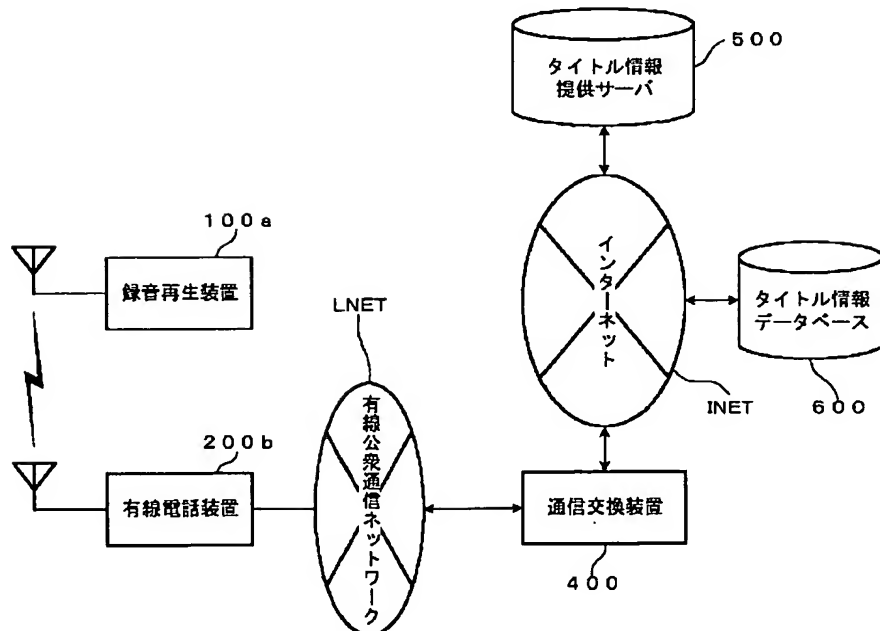 500
タイトル情報
提供サーバ
100a
録音再生装置
インターネット
タイトル情報
データベース
LNET
INET
600
有線公衆通信ネットワーク
200b
有線電話装置
通信交換装置
400